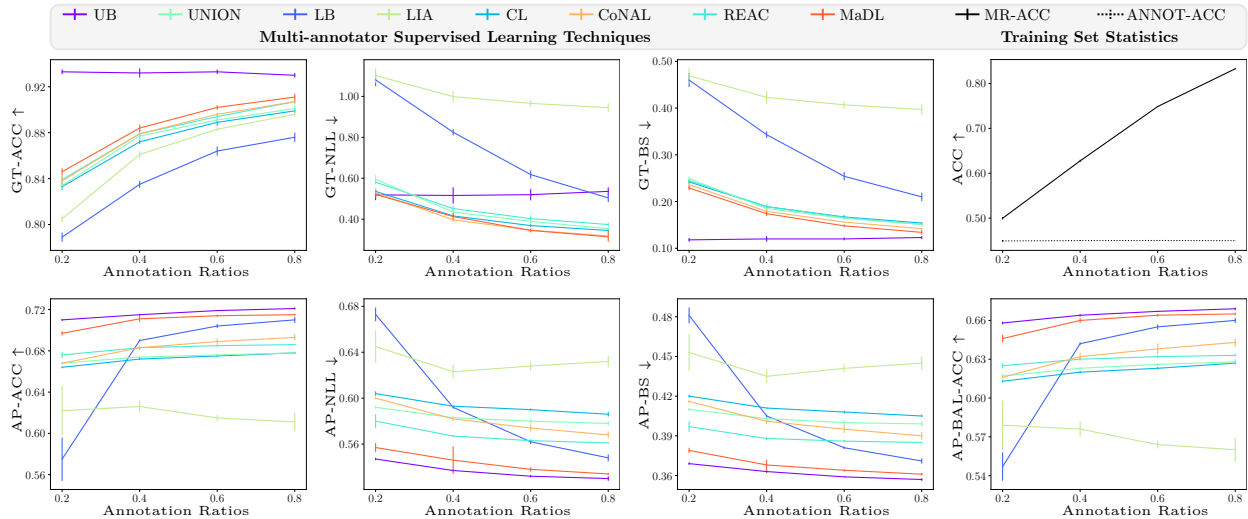 UB UNION LB LIA CL CoNAL REAC MaDL MR-ACC ANNOT-ACC
Multi-annotator Supervised Learning Techniques Training Set Statistics
GT-ACC ↑
0.92
0.88
0.84
0.80
0.2 0.4 0.6 0.8
Annotation Ratios
GT-NLL ↓
1.00
0.80
0.60
0.40
0.2 0.4 0.6 0.8
Annotation Ratios
GT-BS ↓
0.50
0.40
0.30
0.20
0.10
0.2 0.4 0.6 0.8
Annotation Ratios
ACC ↑
0.80
0.70
0.60
0.50
0.2 0.4 0.6 0.8
Annotation Ratios
AP-ACC ↑
0.72
0.68
0.64
0.60
0.56
0.2 0.4 0.6 0.8
Annotation Ratios
AP-NLL ↓
0.68
0.64
0.60
0.56
0.2 0.4 0.6 0.8
Annotation Ratios
AP-BS ↓
0.48
0.45
0.42
0.39
0.36
0.2 0.4 0.6 0.8
Annotation Ratios
AP-BAL-ACC ↑
0.66
0.63
0.60
0.57
0.54
0.2 0.4 0.6 0.8
Annotation Ratios